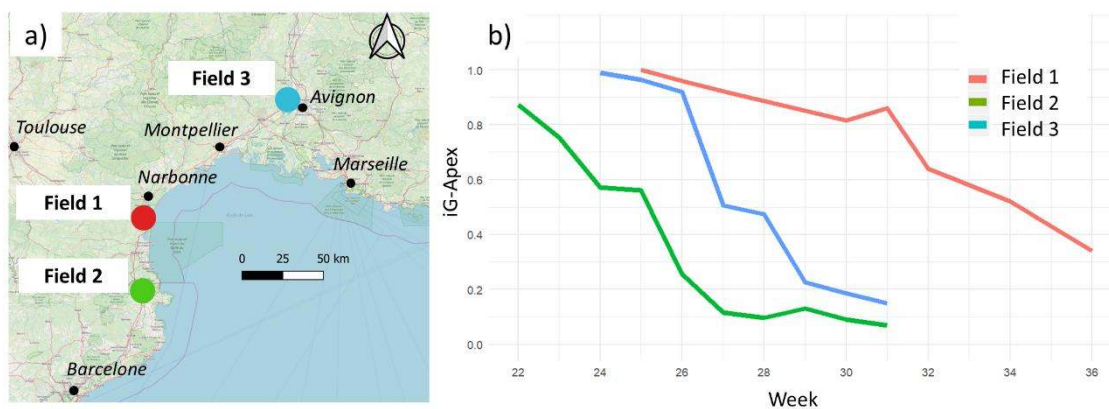 a)
Field 3
Avignon
Toulouse
Montpellier
Marseille
Narbonne
Field 1
0 25 50 km
Field 2
Barcelone
b)
iG-Apex
1.0
0.8
0.6
0.4
0.2
0.0
22 24 26 28 30 32 34 36
Week
Field 1
Field 2
Field 3